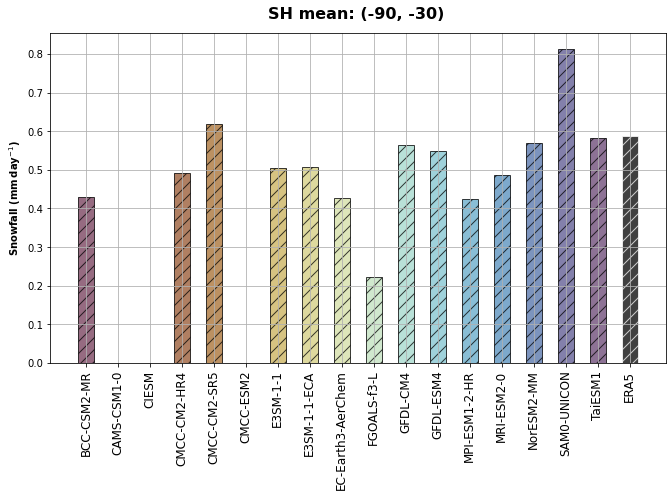 SH mean: (-90, -30)
Snowfall (mm day⁻¹)
0.8
0.7
0.6
0.5
0.4
0.3
0.2
0.1
0.0
BCC-CSM2-MR
CAMS-CSM1-0
CIESM
CMCC-CM2-HR4
CMCC-CM2-SR5
CMCC-ESM2
E3SM-1-1
E3SM-1-1-ECA
EC-Earth3-AerChem
FGOALS-f3-L
GFDL-CM4
GFDL-ESM4
MPI-ESM1-2-HR
MRI-ESM2-0
NorESM2-MM
SAM0-UNICON
TaiESM1
ERA5